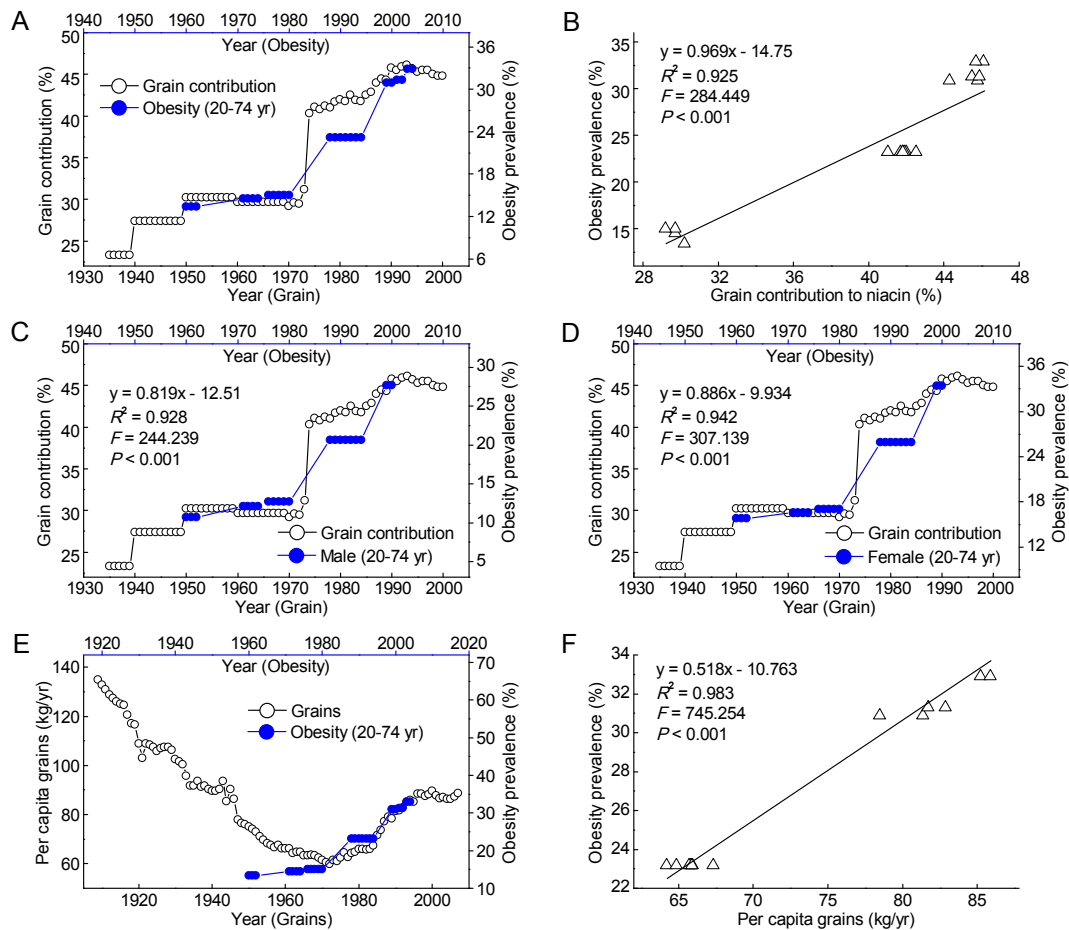 A
1940 1950 1960 1970 1980 1990 2000 2010
Year (Obesity)
Grain contribution
Obesity (20-74 yr)
50
45
40
35
30
25
Grain contribution (%)
36
30
24
18
12
6
Obesity prevalence (%)
1930 1940 1950 1960 1970 1980 1990 2000
Year (Grain)
B
y = 0.969x - 14.75
R² = 0.925
F = 284.449
P < 0.001
35
30
25
20
15
Obesity prevalence (%)
28 32 36 40 44 48
Grain contribution to niacin (%)
C
1940 1950 1960 1970 1980 1990 2000 2010
Year (Obesity)
y = 0.819x - 12.51
R² = 0.928
F = 244.239
P < 0.001
Grain contribution
Male (20-74 yr)
50
45
40
35
30
25
Grain contribution (%)
30
25
20
15
10
5
Obesity prevalence (%)
1930 1940 1950 1960 1970 1980 1990 2000
Year (Grain)
D
1940 1950 1960 1970 1980 1990 2000 2010
Year (Obesity)
y = 0.886x - 9.934
R² = 0.942
F = 307.139
P < 0.001
Grain contribution
Female (20-74 yr)
50
45
40
35
30
25
Grain contribution (%)
36
30
24
18
12
Obesity prevalence (%)
1930 1940 1950 1960 1970 1980 1990 2000
Year (Grain)
E
1920 1940 1960 1980 2000 2020
Year (Obesity)
Grains
Obesity (20-74 yr)
140
120
100
80
60
Per capita grains (kg/yr)
70
60
50
40
30
20
10
Obesity prevalence (%)
1920 1940 1960 1980 2000
Year (Grains)
F
y = 0.518x - 10.763
R² = 0.983
F = 745.254
P < 0.001
34
32
30
28
26
24
22
Obesity prevalence (%)
65 70 75 80 85
Per capita grains (kg/yr)